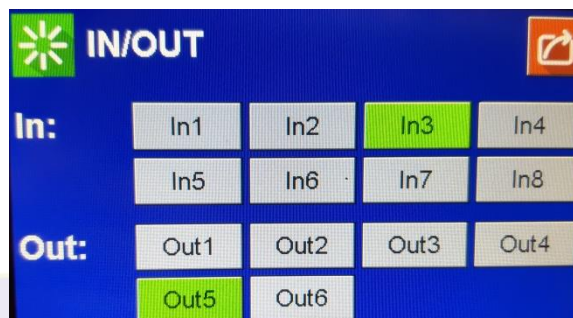 IN/OUT
In: In1 In2 In3 In4
In5 In6 In7 In8
Out: Out1 Out2 Out3 Out4
Out5 Out6